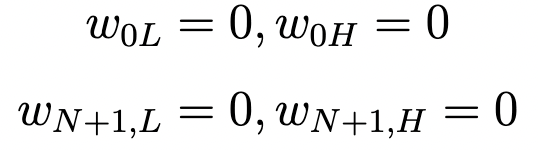 w_{0L} = 0, w_{0H} = 0
w_{N+1,L} = 0, w_{N+1,H} = 0